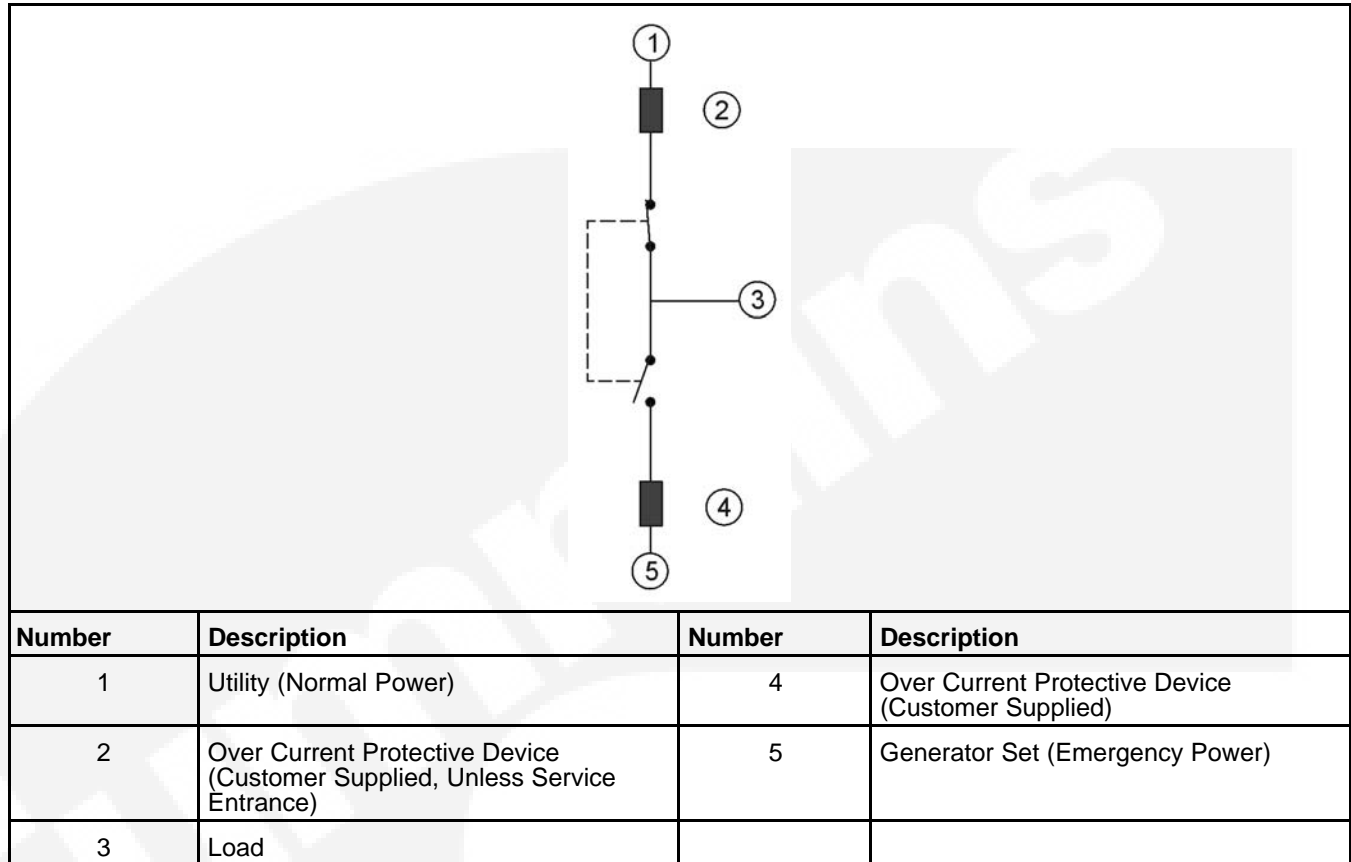 1
2
3
4
5
Number Description Number Description
1 Utility (Normal Power) 4 Over Current Protective Device
(Customer Supplied)
2 Over Current Protective Device
(Customer Supplied, Unless Service
Entrance) 5 Generator Set (Emergency Power)
3 Load